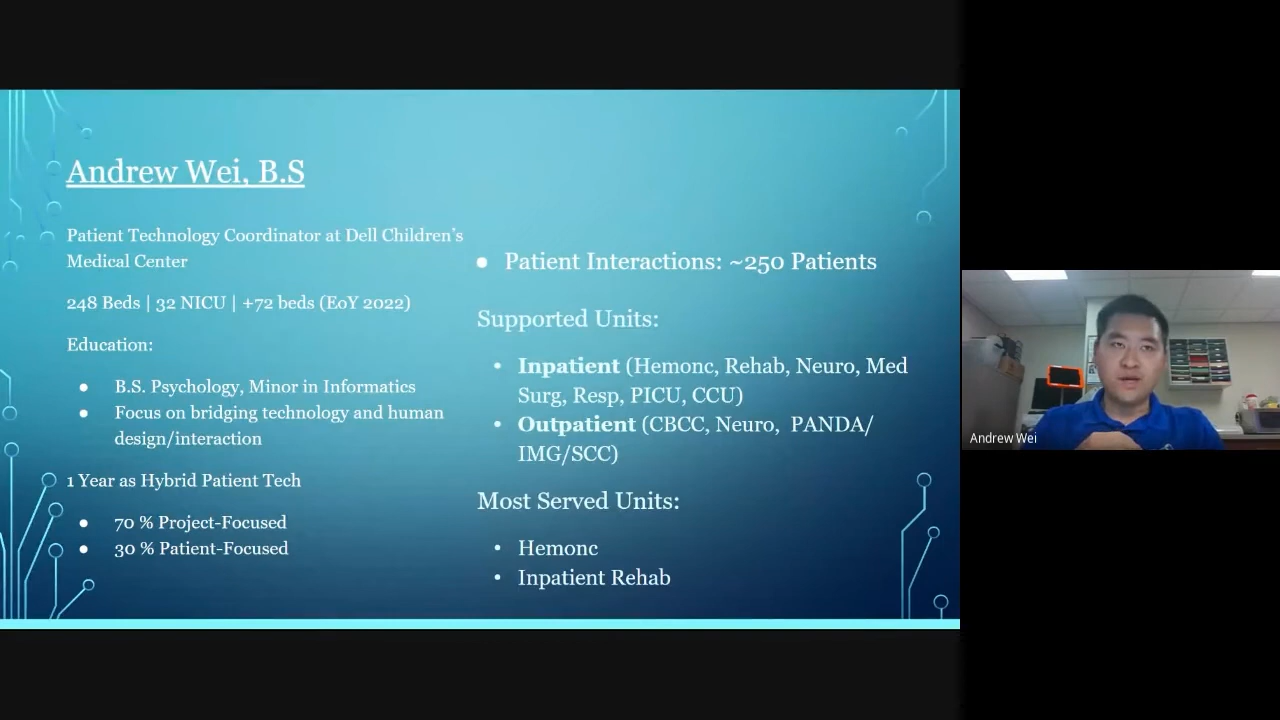 Andrew Wei, B.S
Patient Technology Coordinator at Dell Children's
Medical Center
248 Beds | 32 NICU | +72 beds (EoY 2022)
Education:
● B.S. Psychology, Minor in Informatics
● Focus on bridging technology and human
design/interaction
1 Year as Hybrid Patient Tech
● 70 % Project-Focused
● 30 % Patient-Focused
● Patient Interactions: ~250 Patients
Supported Units:
• Inpatient (Hemonc, Rehab, Neuro, Med
Surg, Resp, PICU, CCU)
• Outpatient (CBCC, Neuro, PANDA/
IMG/SCC)
Most Served Units:
• Hemonc
• Inpatient Rehab
Andrew Wei